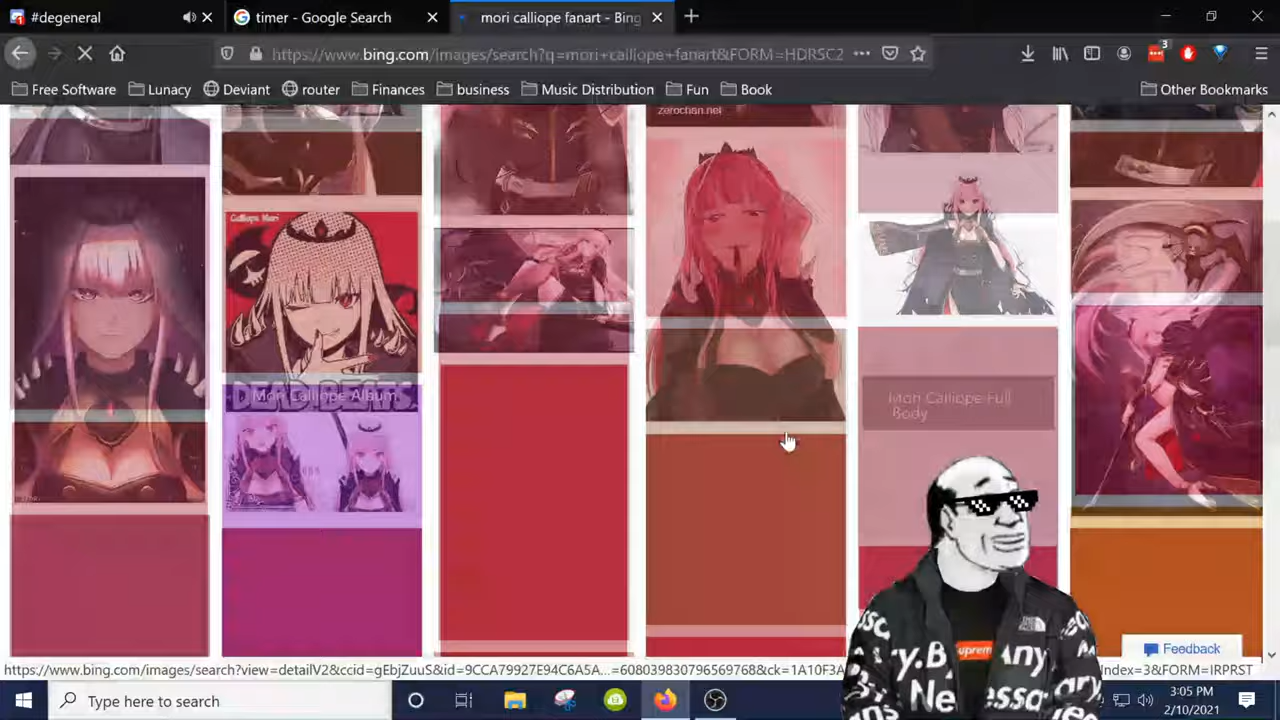 #degeneral
timer - Google Search
mori calliope fanart - Bing
https://www.bing.com/images/search?q=mori+calliope+fanart&FORM=HDRSC2
3
Free Software
Lunacy
Deviant
router
Finances
business
Music Distribution
Fun
Book
Other Bookmarks
zerochan.net
Calliope Mori
DEAD BEATS
Mori Calliope Album
Mori Calliope Full
Body
Feedback
https://www.bing.com/images/search?view=detailV2&ccid=gEbjZuuS&id=9CCA79927E94C6A5A...=608039830796569768&ck=1A10F3A
ndex=3&FORM=IRPRST
Suprem
Type here to search
3:05 PM
2/10/2021